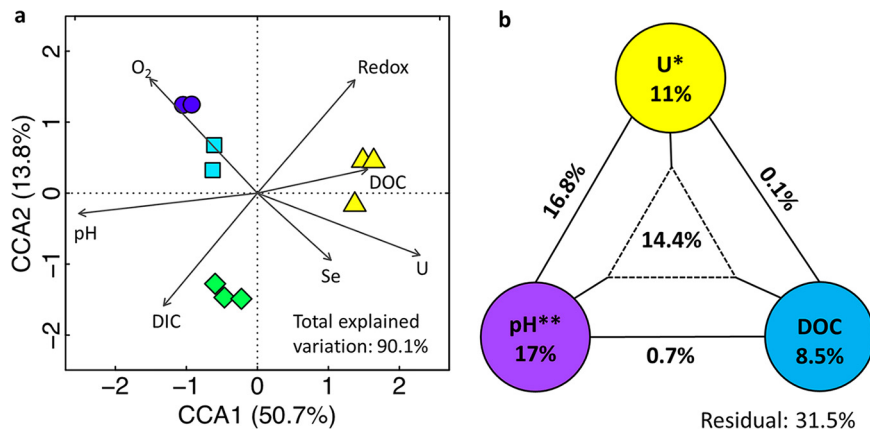 a
O₂
Redox
DOC
pH
DIC
Se
U
Total explained
variation: 90.1%
2
1
0
−1
−2
CCA2 (13.8%)
−2
−1
0
1
2
CCA1 (50.7%)
b
U*
11%
16.8%
0.1%
14.4%
pH**
17%
0.7%
DOC
8.5%
Residual: 31.5%